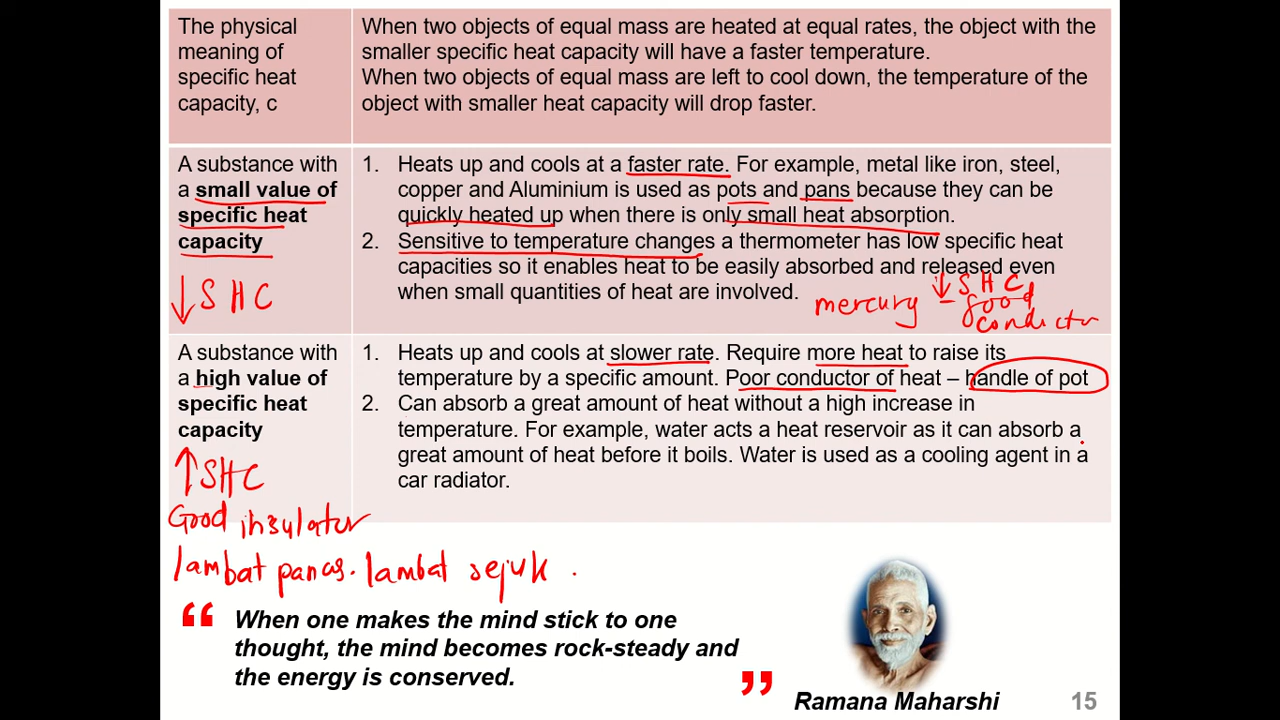 The physical
meaning of
specific heat
capacity, c
When two objects of equal mass are heated at equal rates, the object with the
smaller specific heat capacity will have a faster temperature.
When two objects of equal mass are left to cool down, the temperature of the
object with smaller heat capacity will drop faster.
A substance with
a small value of
specific heat
capacity
↓ S H C
1. Heats up and cools at a faster rate. For example, metal like iron, steel,
copper and Aluminium is used as pots and pans because they can be
quickly heated up when there is only small heat absorption.
2. Sensitive to temperature changes a thermometer has low specific heat
capacities so it enables heat to be easily absorbed and released even
when small quantities of heat are involved.
mercury ↓ S H C
good
conductor
A substance with
a high value of
specific heat
capacity
↑ SHC
Good insulator
lambat panas. lambat sejuk.
1. Heats up and cools at slower rate. Require more heat to raise its
temperature by a specific amount. Poor conductor of heat – handle of pot
2. Can absorb a great amount of heat without a high increase in
temperature. For example, water acts a heat reservoir as it can absorb a
great amount of heat before it boils. Water is used as a cooling agent in a
car radiator.
“ When one makes the mind stick to one
thought, the mind becomes rock-steady and
the energy is conserved. ”
Ramana Maharshi
15